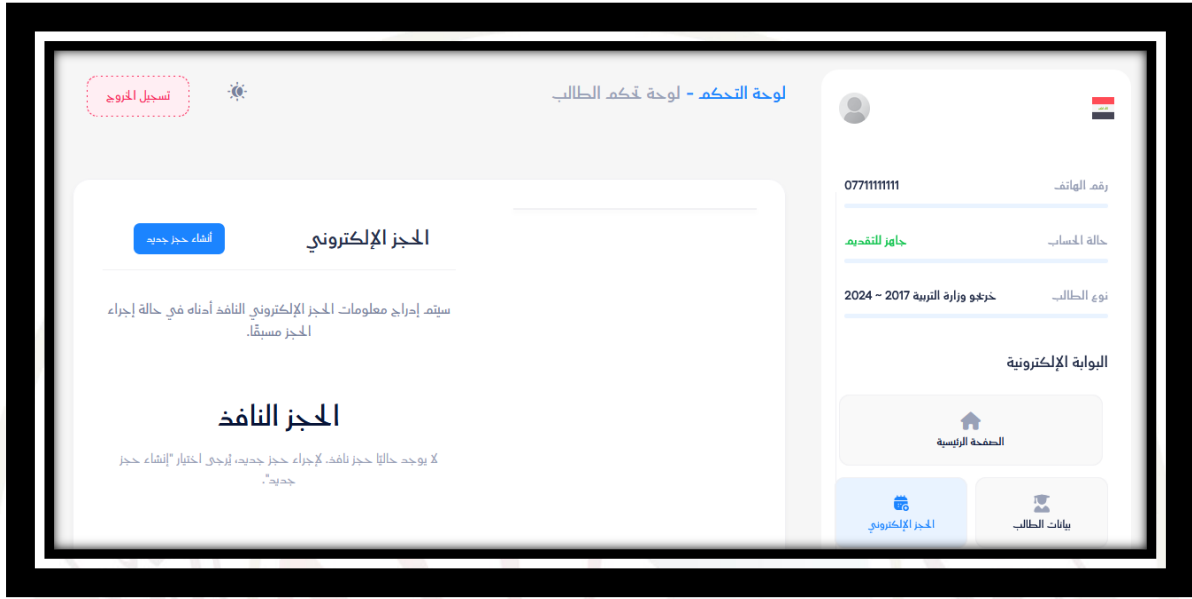 لوحة التحكم - لوحة تحكم الطالب
تسجيل الخروج
رقم الهاتف
07711111111
حالة الحساب
جاهز للتقديم
نوع الطالب
خريجو وزارة التربية 2017 ~ 2024
البوابة الإلكترونية
الصفحة الرئيسية
بيانات الطالب
الحجز الإلكتروني
الحجز الإلكتروني
أنشاء حجز جديد
سيتم إدراج معلومات الحجز الإلكتروني النافذ أدناه في حالة إجراء
الحجز مسبقًا.
الحجز النافذ
لا يوجد حاليًا حجز نافذ. لإجراء حجز جديد، يُرجى اختيار "إنشاء حجز
جديد".